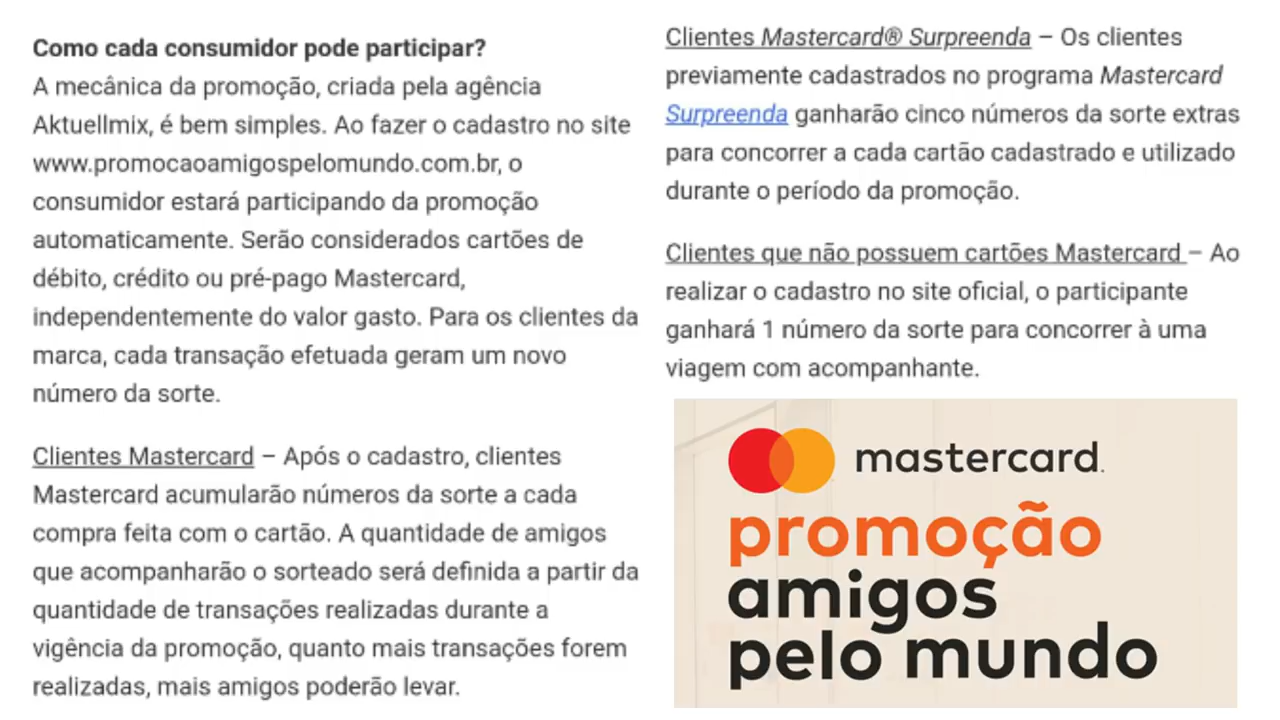 Como cada consumidor pode participar?
A mecânica da promoção, criada pela agência
Aktuellmix, é bem simples. Ao fazer o cadastro no site
www.promocaoamigospelomundo.com.br, o
consumidor estará participando da promoção
automaticamente. Serão considerados cartões de
débito, crédito ou pré-pago Mastercard,
independentemente do valor gasto. Para os clientes da
marca, cada transação efetuada geram um novo
número da sorte.
Clientes Mastercard – Após o cadastro, clientes
Mastercard acumularão números da sorte a cada
compra feita com o cartão. A quantidade de amigos
que acompanharão o sorteado será definida a partir da
quantidade de transações realizadas durante a
vigência da promoção, quanto mais transações forem
realizadas, mais amigos poderão levar.
Clientes Mastercard® Surpreenda – Os clientes
previamente cadastrados no programa Mastercard
Surpreenda ganharão cinco números da sorte extras
para concorrer a cada cartão cadastrado e utilizado
durante o período da promoção.
Clientes que não possuem cartões Mastercard – Ao
realizar o cadastro no site oficial, o participante
ganhará 1 número da sorte para concorrer à uma
viagem com acompanhante.
mastercard.
promoção
amigos
pelo mundo